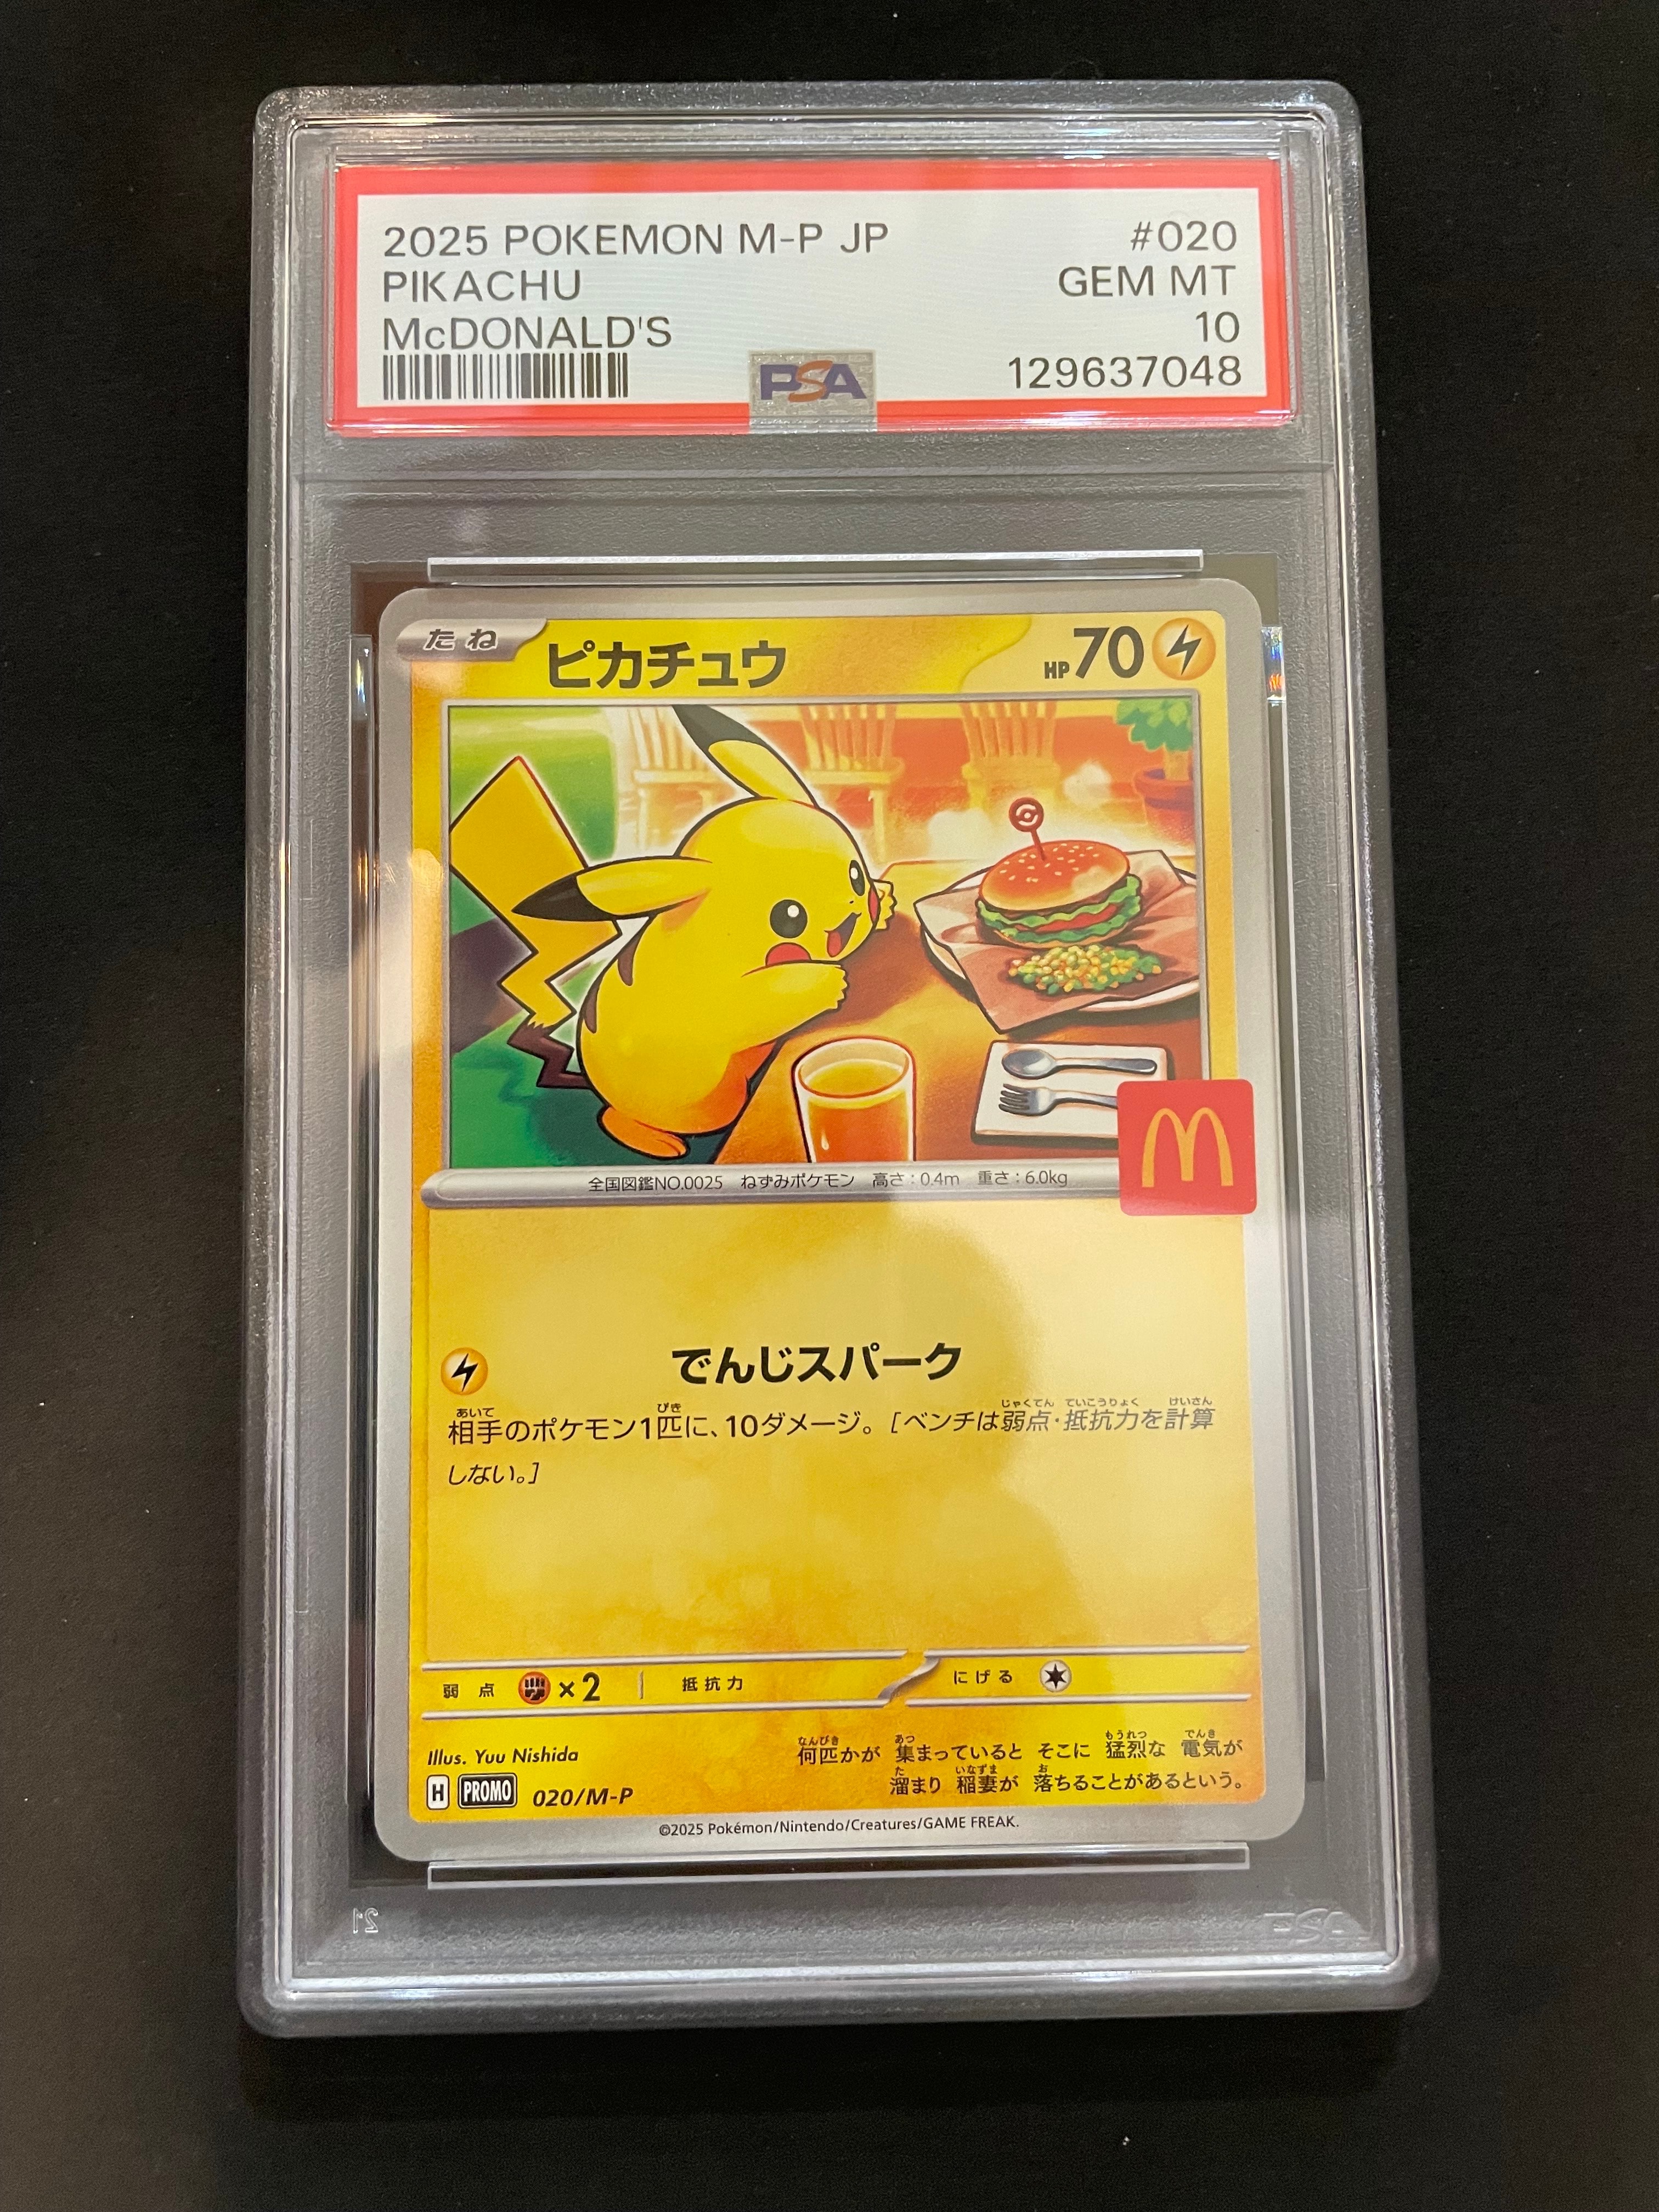 2025 POKEMON M-P JP #020
PIKACHU GEM MT
McDONALD'S 10
PSA 129637048
たね ピカチュウ HP70
全国図鑑NO.0025 ねずみポケモン 高さ:0.4m 重さ:6.0kg
M
でんじスパーク
あいて びき じゃくてん ていこうりょく けいさん
相手のポケモン1匹に、10ダメージ。[ベンチは弱点・抵抗力を計算
しない。]
弱点 ×2 抵抗力 にげる
Illus. Yuu Nishida
H PROMO 020/M-P
なんびき あつ もうれつ でんき
何匹かが 集まっていると そこに 猛烈な 電気が
た いなずま お
溜まり 稲妻が 落ちることがあるという。
©2025 Pokémon/Nintendo/Creatures/GAME FREAK.
21 PSA